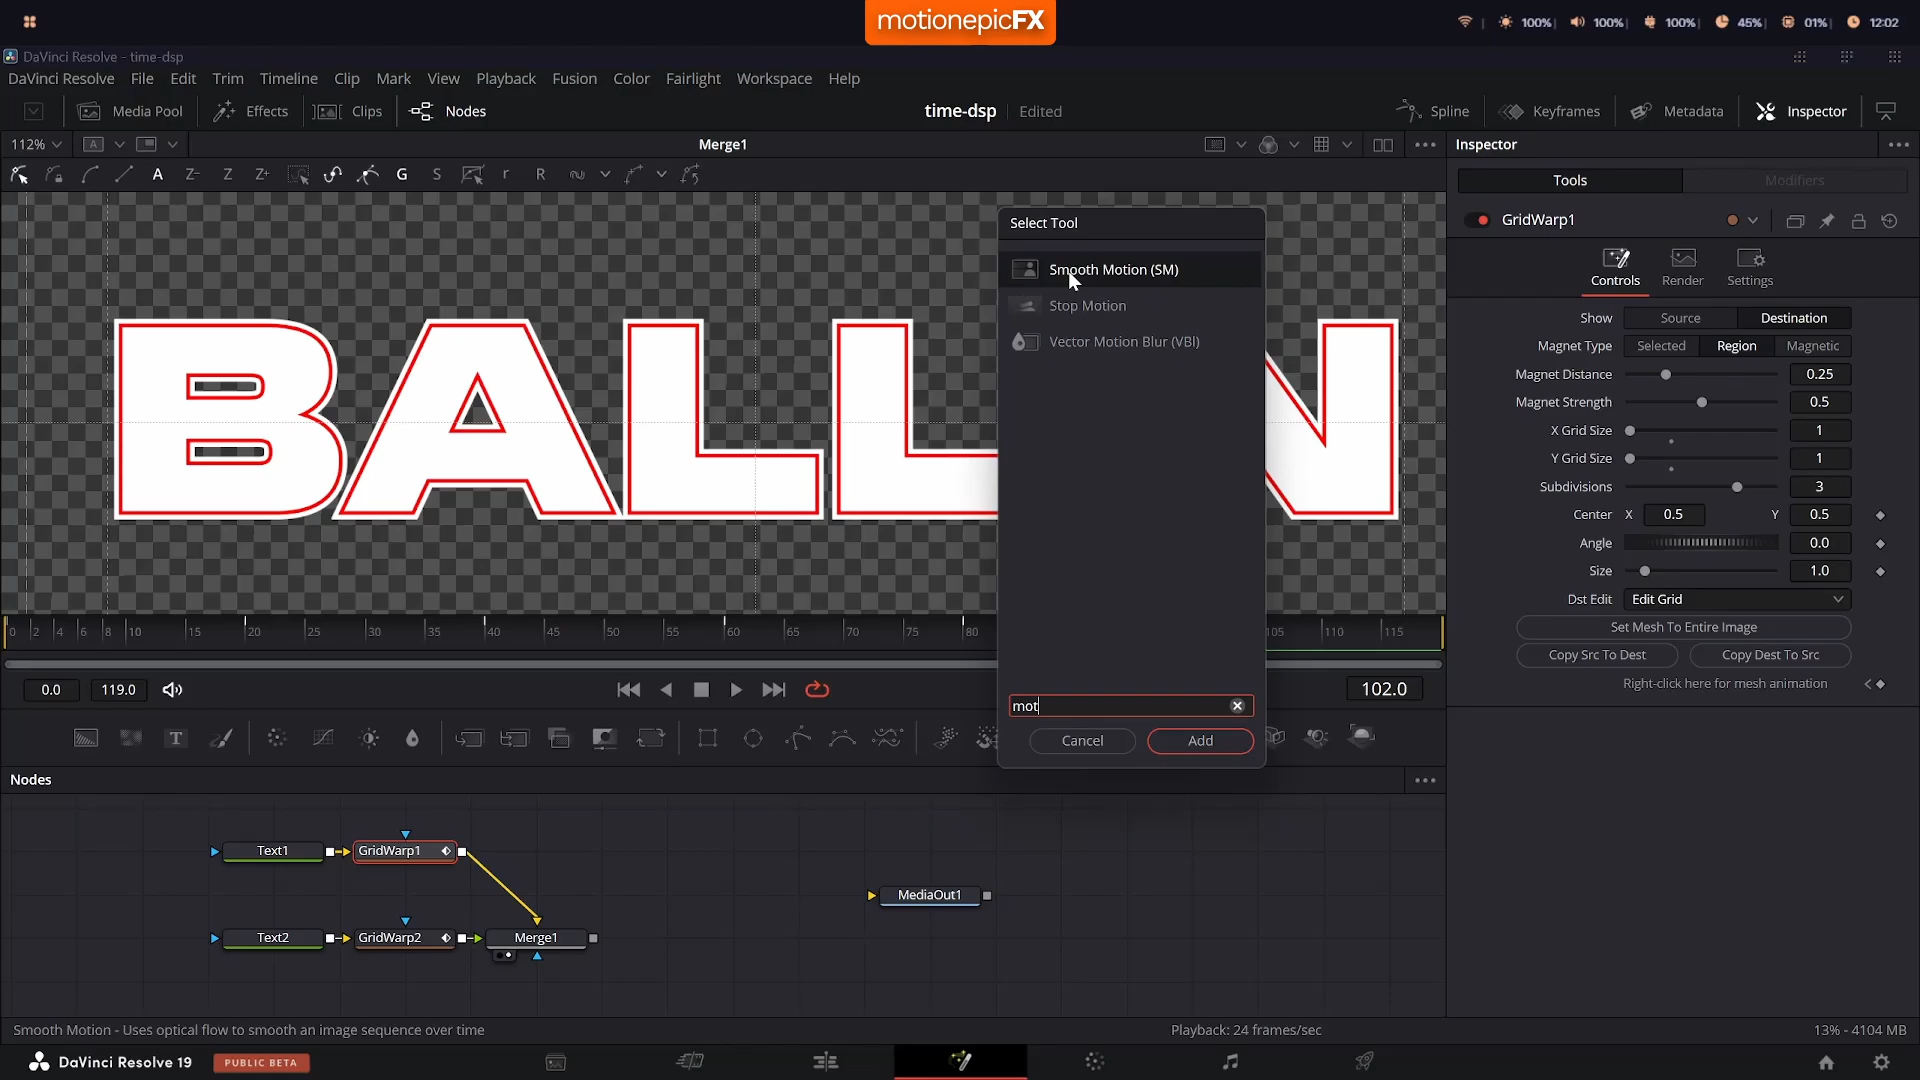 motionepicFX
100%
100%
100%
45%
01%
12:02
DaVinci Resolve - time-dsp
DaVinci Resolve File Edit Trim Timeline Clip Mark View Playback Fusion Color Fairlight Workspace Help
Media Pool Effects Clips Nodes time-dsp Edited Spline Keyframes Metadata Inspector
112% A Merge1 Inspector
A Z- Z Z+ G S r R
Tools Modifiers
GridWarp1
Controls Render Settings
Select Tool
Smooth Motion (SM)
Stop Motion
Vector Motion Blur (VBl)
mot
Cancel Add
BALL N
Show Source Destination
Magnet Type Selected Region Magnetic
Magnet Distance 0.25
Magnet Strength 0.5
X Grid Size 1
Y Grid Size 1
Subdivisions 3
Center X 0.5 Y 0.5
Angle 0.0
Size 1.0
Dst Edit Edit Grid
Set Mesh To Entire Image
Copy Src To Dest Copy Dest To Src
Right-click here for mesh animation
0 2 4 6 8 10 15 20 25 30 35 40 45 50 55 60 65 70 75 80 105 110 115
0.0 119.0 102.0
T
Nodes
Text1 GridWarp1
MediaOut1
Text2 GridWarp2 Merge1
Smooth Motion - Uses optical flow to smooth an image sequence over time Playback: 24 frames/sec 13% - 4104 MB
DaVinci Resolve 19 PUBLIC BETA